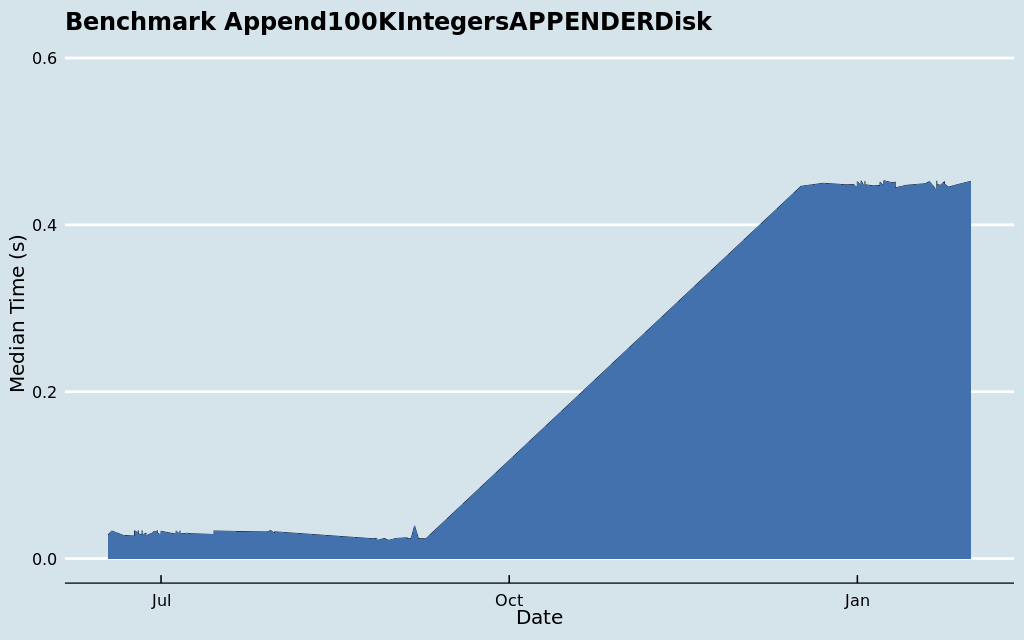 Benchmark Append100KIntegersAPPENDERDisk
0.6
0.4
0.2
0.0
Median Time (s)
Jul
Oct
Jan
Date